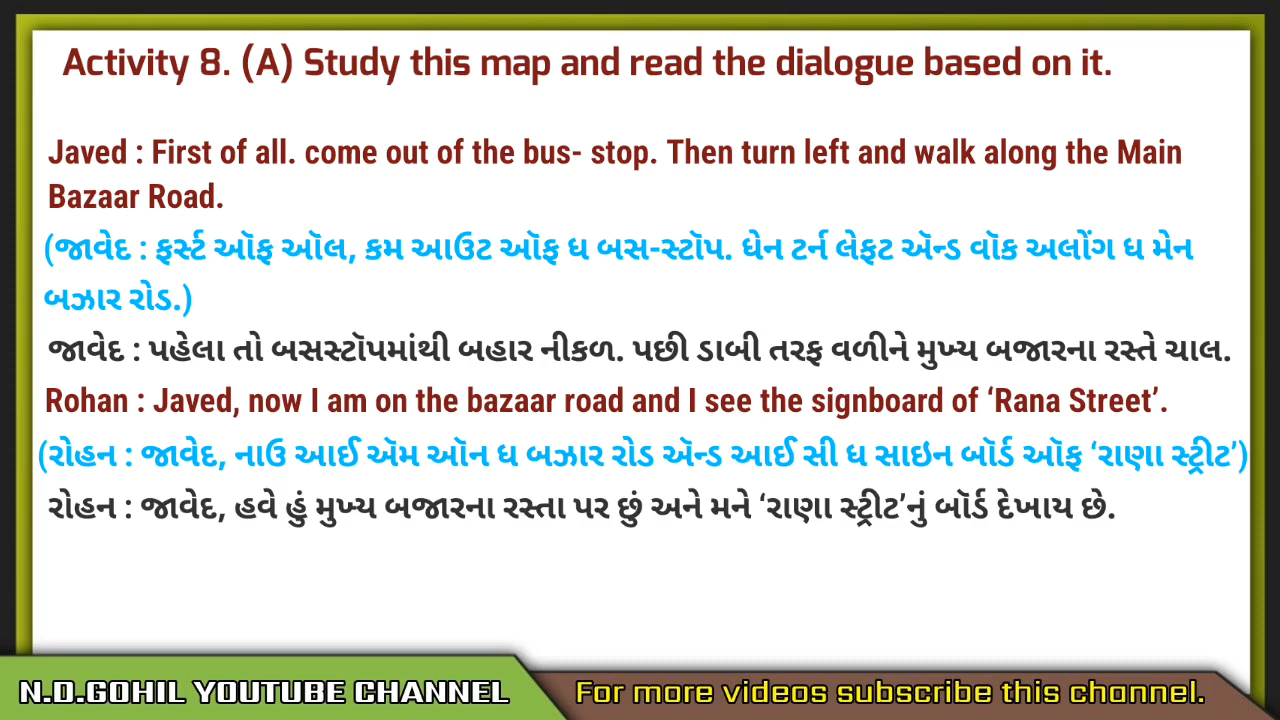 Activity 8. (A) Study this map and read the dialogue based on it.
Javed : First of all. come out of the bus- stop. Then turn left and walk along the Main
Bazaar Road.
(જાવેદ : ફર્સ્ટ ઑફ ઑલ, કમ આઉટ ઑફ ધ બસ-સ્ટૉપ. ધેન ટર્ન લેફટ ઍન્ડ વૉક અલોંગ ધ મેન
બઝાર રોડ.)
જાવેદ : પહેલા તો બસસ્ટૉપમાંથી બહાર નીકળ. પછી ડાબી તરફ વળીને મુખ્ય બજારના રસ્તે ચાલ.
Rohan : Javed, now I am on the bazaar road and I see the signboard of ‘Rana Street’.
(રોહન : જાવેદ, નાઉ આઈ ઍમ ઑન ધ બઝાર રોડ ઍન્ડ આઈ સી ધ સાઇન બૉર્ડ ઑફ ‘રાણા સ્ટ્રીટ’)
રોહન : જાવેદ, હવે હું મુખ્ય બજારના રસ્તા પર છું અને મને ‘રાણા સ્ટ્રીટ’નું બૉર્ડ દેખાય છે.
N.D.GOHIL YOUTUBE CHANNEL
For more videos subscribe this channel.